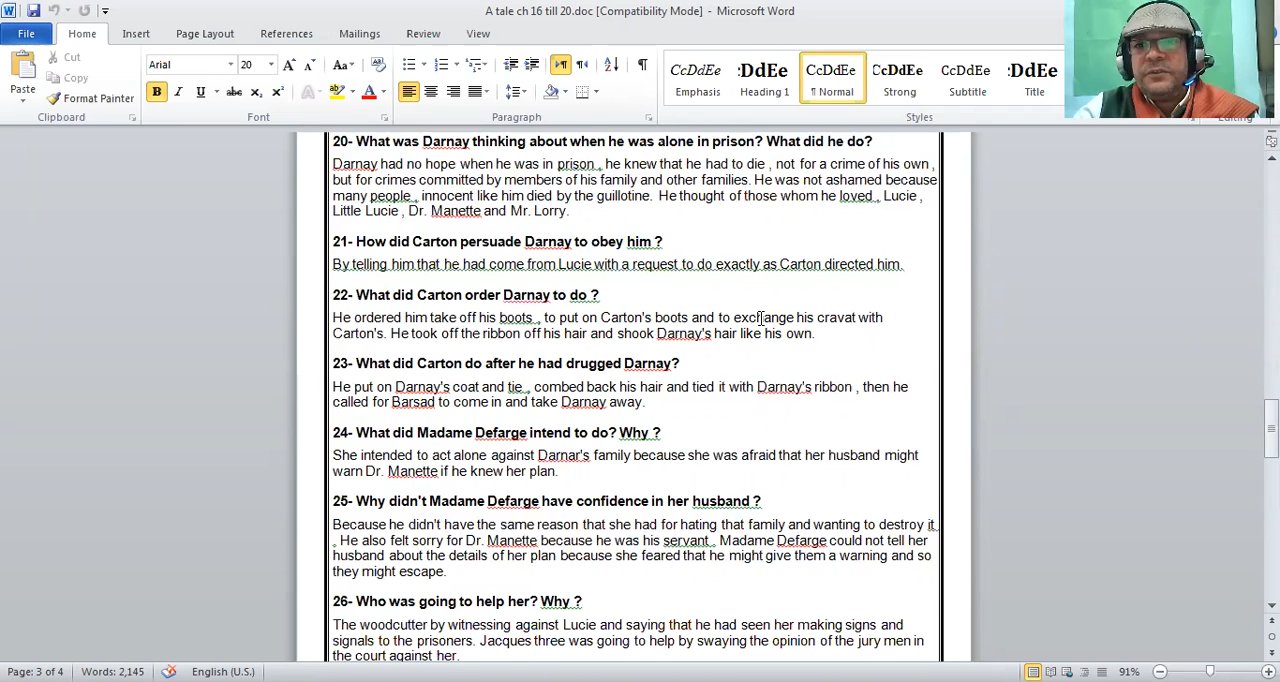 A tale ch 16 till 20.doc [Compatibility Mode] - Microsoft Word
File Home Insert Page Layout References Mailings Review View
Paste
Cut
Copy
Format Painter
Arial 20
AaBbCcDdEe
CcDdEe :DdEe CcDdEe CcDdEe CcDdEe :DdEe
Emphasis Heading 1 ¶ Normal Strong Subtitle Title
Clipboard Font Paragraph Styles Editing
20- What was Darnay thinking about when he was alone in prison? What did he do?
Darnay had no hope when he was in prison , he knew that he had to die , not for a crime of his own ,
but for crimes committed by members of his family and other families. He was not ashamed because
many people , innocent like him died by the guillotine. He thought of those whom he loved , Lucie ,
Little Lucie , Dr. Manette and Mr. Lorry.
21- How did Carton persuade Darnay to obey him ?
By telling him that he had come from Lucie with a request to do exactly as Carton directed him.
22- What did Carton order Darnay to do ?
He ordered him take off his boots , to put on Carton's boots and to exchange his cravat with
Carton's. He took off the ribbon off his hair and shook Darnay's hair like his own.
23- What did Carton do after he had drugged Darnay?
He put on Darnay's coat and tie , combed back his hair and tied it with Darnay's ribbon , then he
called for Barsad to come in and take Darnay away.
24- What did Madame Defarge intend to do? Why ?
She intended to act alone against Darnar's family because she was afraid that her husband might
warn Dr. Manette if he knew her plan.
25- Why didn't Madame Defarge have confidence in her husband ?
Because he didn't have the same reason that she had for hating that family and wanting to destroy it
. He also felt sorry for Dr. Manette because he was his servant , Madame Defarge could not tell her
husband about the details of her plan because she feared that he might give them a warning and so
they might escape.
26- Who was going to help her? Why ?
The woodcutter by witnessing against Lucie and saying that he had seen her making signs and
signals to the prisoners. Jacques three was going to help by swaying the opinion of the jury men in
the court against her.
Page: 3 of 4 Words: 2,145 English (U.S.) 91%